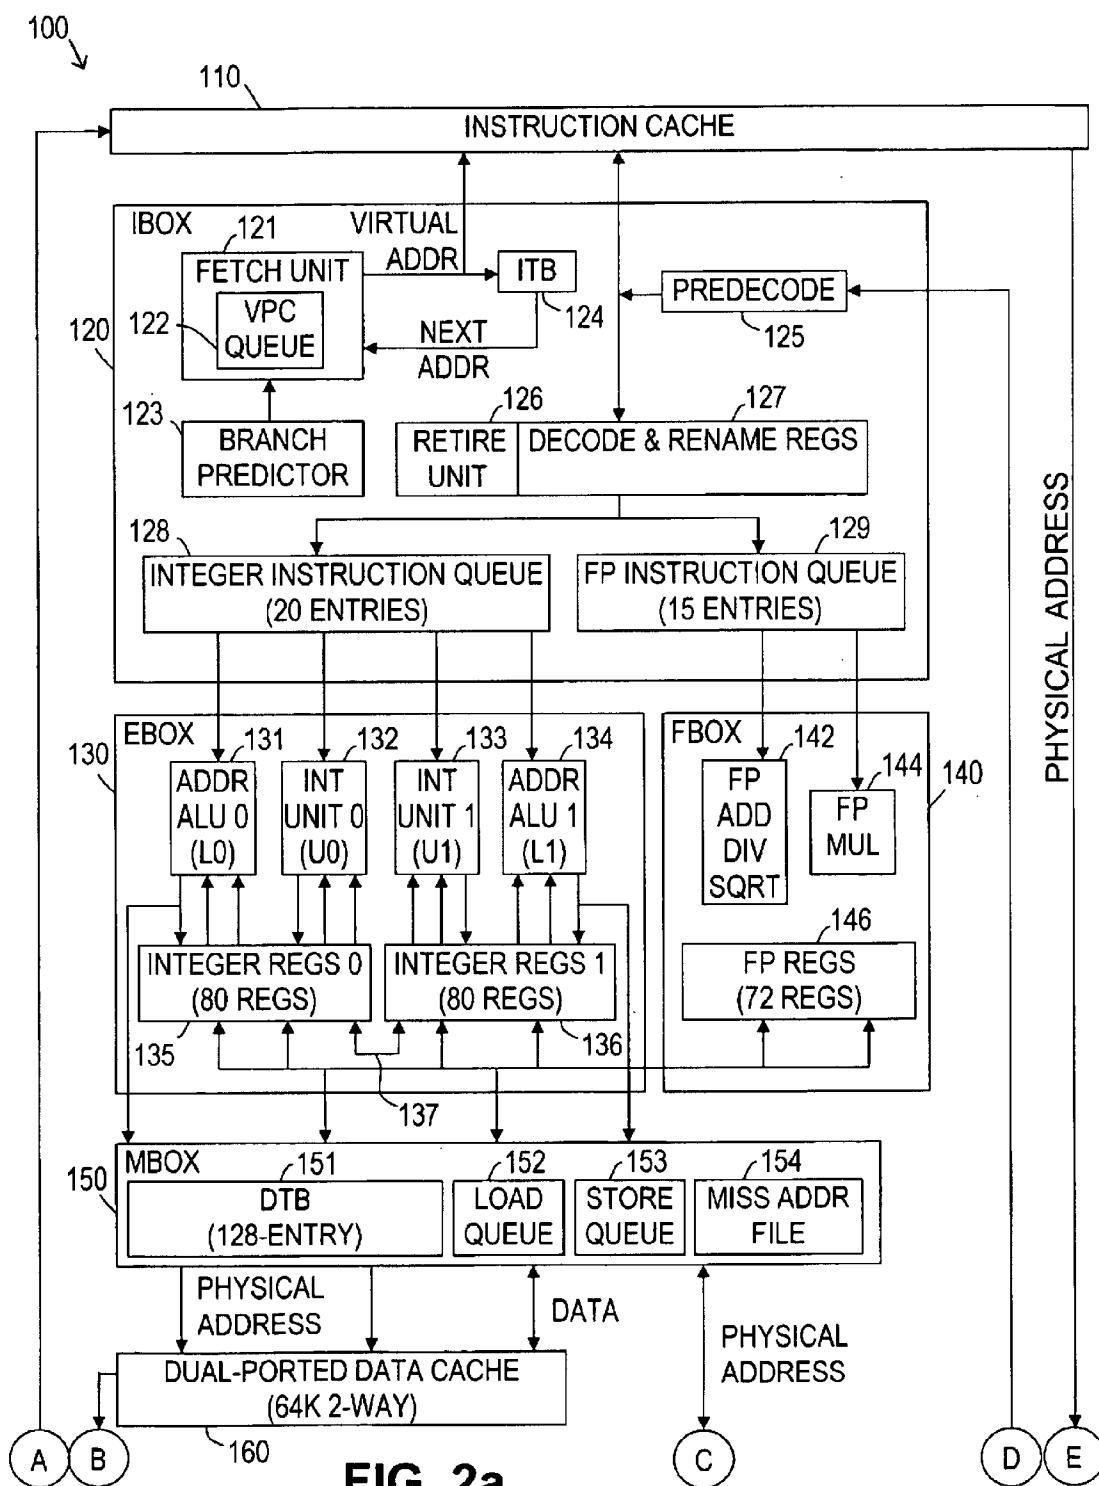 100
110
INSTRUCTION CACHE
IBOX
121
VIRTUAL
ADDR
FETCH UNIT
ITB
PREDECODE
122
VPC
QUEUE
124
125
120
NEXT
ADDR
123
126
127
BRANCH
PREDICTOR
RETIRE
UNIT
DECODE & RENAME REGS
128
129
INTEGER INSTRUCTION QUEUE
(20 ENTRIES)
FP INSTRUCTION QUEUE
(15 ENTRIES)
PHYSICAL ADDRESS
130
EBOX
131
132
133
134
ADDR
ALU 0
(L0)
INT
UNIT 0
(U0)
INT
UNIT 1
(U1)
ADDR
ALU 1
(L1)
FBOX
142
144
140
FP
ADD
DIV
SQRT
FP
MUL
146
INTEGER REGS 0
(80 REGS)
INTEGER REGS 1
(80 REGS)
FP REGS
(72 REGS)
135
136
137
150
MBOX
151
152
153
154
DTB
(128-ENTRY)
LOAD
QUEUE
STORE
QUEUE
MISS ADDR
FILE
PHYSICAL
ADDRESS
DATA
PHYSICAL
ADDRESS
DUAL-PORTED DATA CACHE
(64K 2-WAY)
160
A
B
C
D
E
FIG. 2a